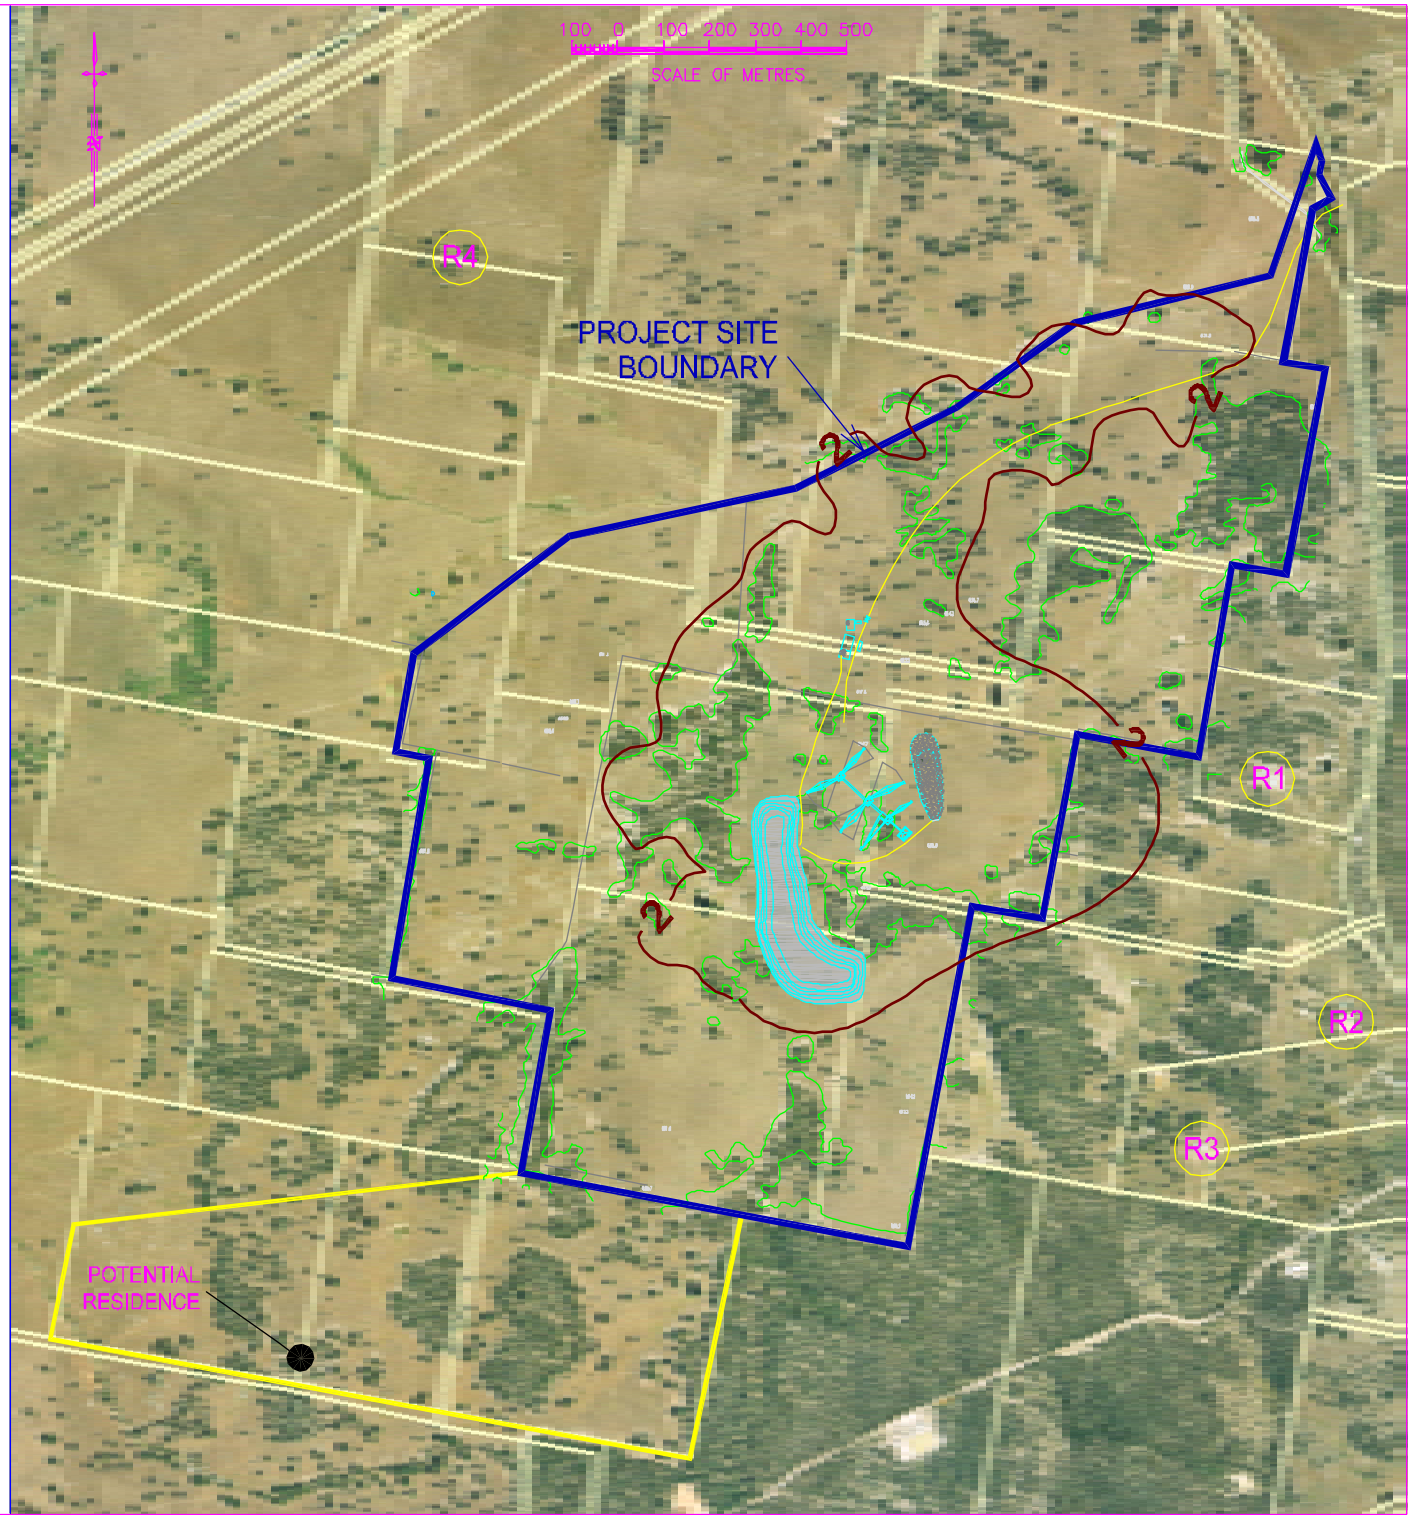 100 0 100 200 300 400 500
SCALE OF METRES
N
R4
PROJECT SITE
BOUNDARY
2
2
R1
2
2
R2
R3
POTENTIAL
RESIDENCE